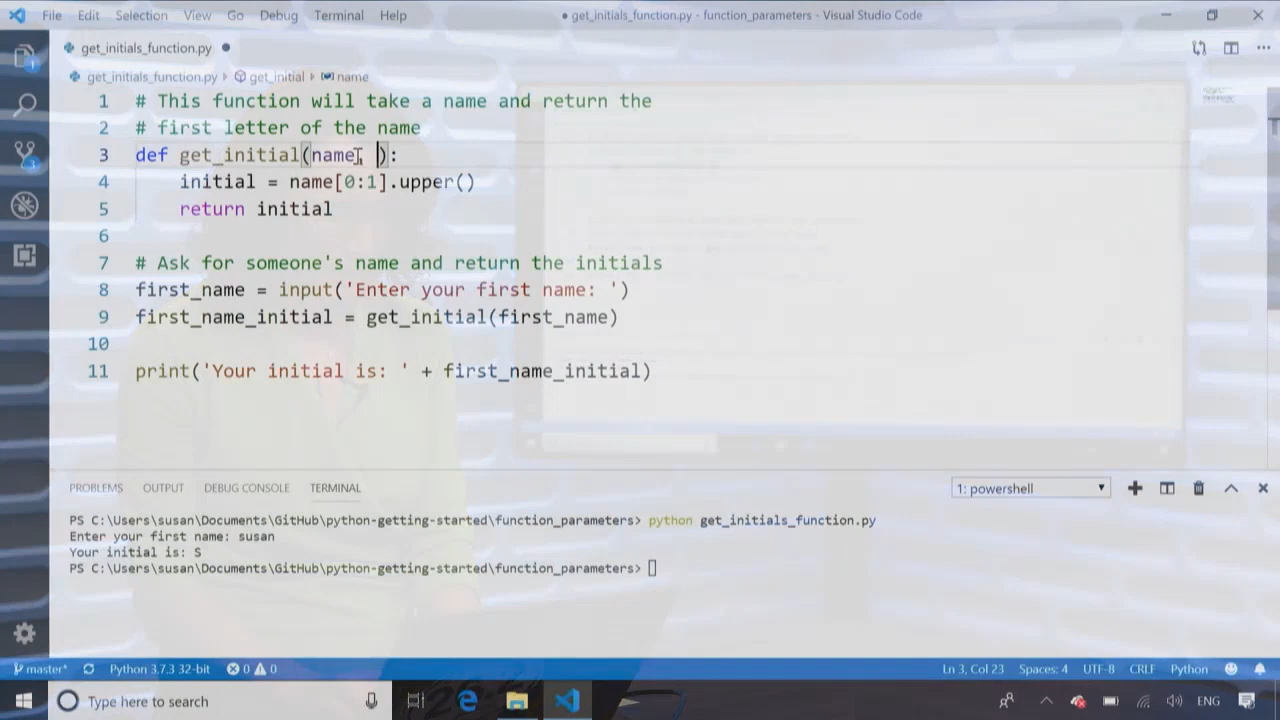 File Edit Selection View Go Debug Terminal Help
● get_initials_function.py - function_parameters - Visual Studio Code
get_initials_function.py ●
get_initials_function.py › get_initial › name
1 # This function will take a name and return the
2 # first letter of the name
3 def get_initial(name, ):
4 initial = name[0:1].upper()
5 return initial
6
7 # Ask for someone's name and return the initials
8 first_name = input('Enter your first name: ')
9 first_name_initial = get_initial(first_name)
10
11 print('Your initial is: ' + first_name_initial)
PROBLEMS OUTPUT DEBUG CONSOLE TERMINAL
1: powershell
PS C:\Users\susan\Documents\GitHub\python-getting-started\function_parameters> python get_initials_function.py
Enter your first name: susan
Your initial is: S
PS C:\Users\susan\Documents\GitHub\python-getting-started\function_parameters>
master* Python 3.7.3 32-bit 0 0 Ln 3, Col 23 Spaces: 4 UTF-8 CRLF Python
Type here to search ENG